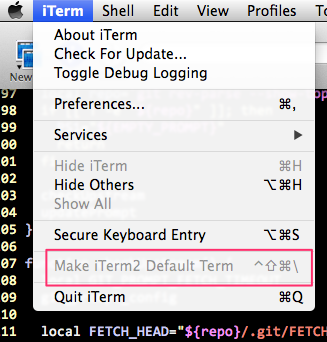 iTerm Shell Edit View Profiles T
New
About iTerm
Check For Update...
Toggle Debug Logging
Preferences... ⌘,
Services ▶
Hide iTerm ⌘H
Hide Others ⌥⌘H
Show All
Secure Keyboard Entry ⌥⌘S
Make iTerm2 Default Term ^⇧⌘\
Quit iTerm ⌘Q
97
98
99
00
01
02
03
04
05 }
06
07 f
08
09
10
11 local FETCH_HEAD="${repo}/.git/FETCH